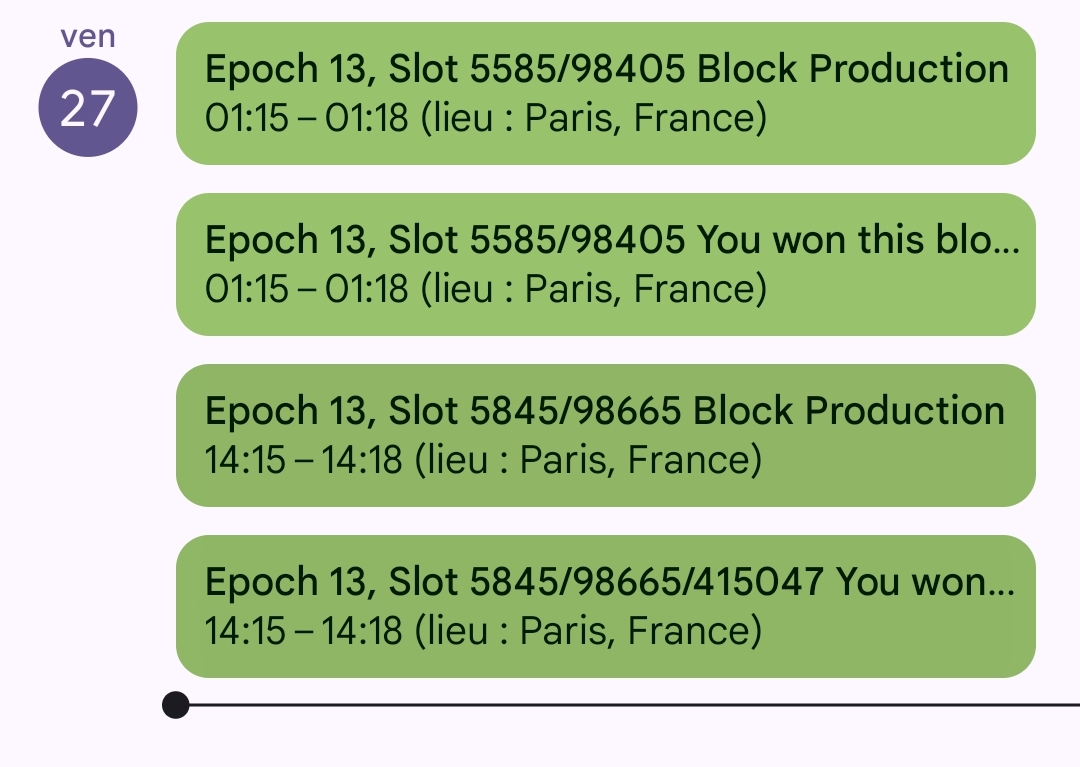 ven
27
Epoch 13, Slot 5585/98405 Block Production
01:15 – 01:18 (lieu : Paris, France)
Epoch 13, Slot 5585/98405 You won this blo...
01:15 – 01:18 (lieu : Paris, France)
Epoch 13, Slot 5845/98665 Block Production
14:15 – 14:18 (lieu : Paris, France)
Epoch 13, Slot 5845/98665/415047 You won...
14:15 – 14:18 (lieu : Paris, France)